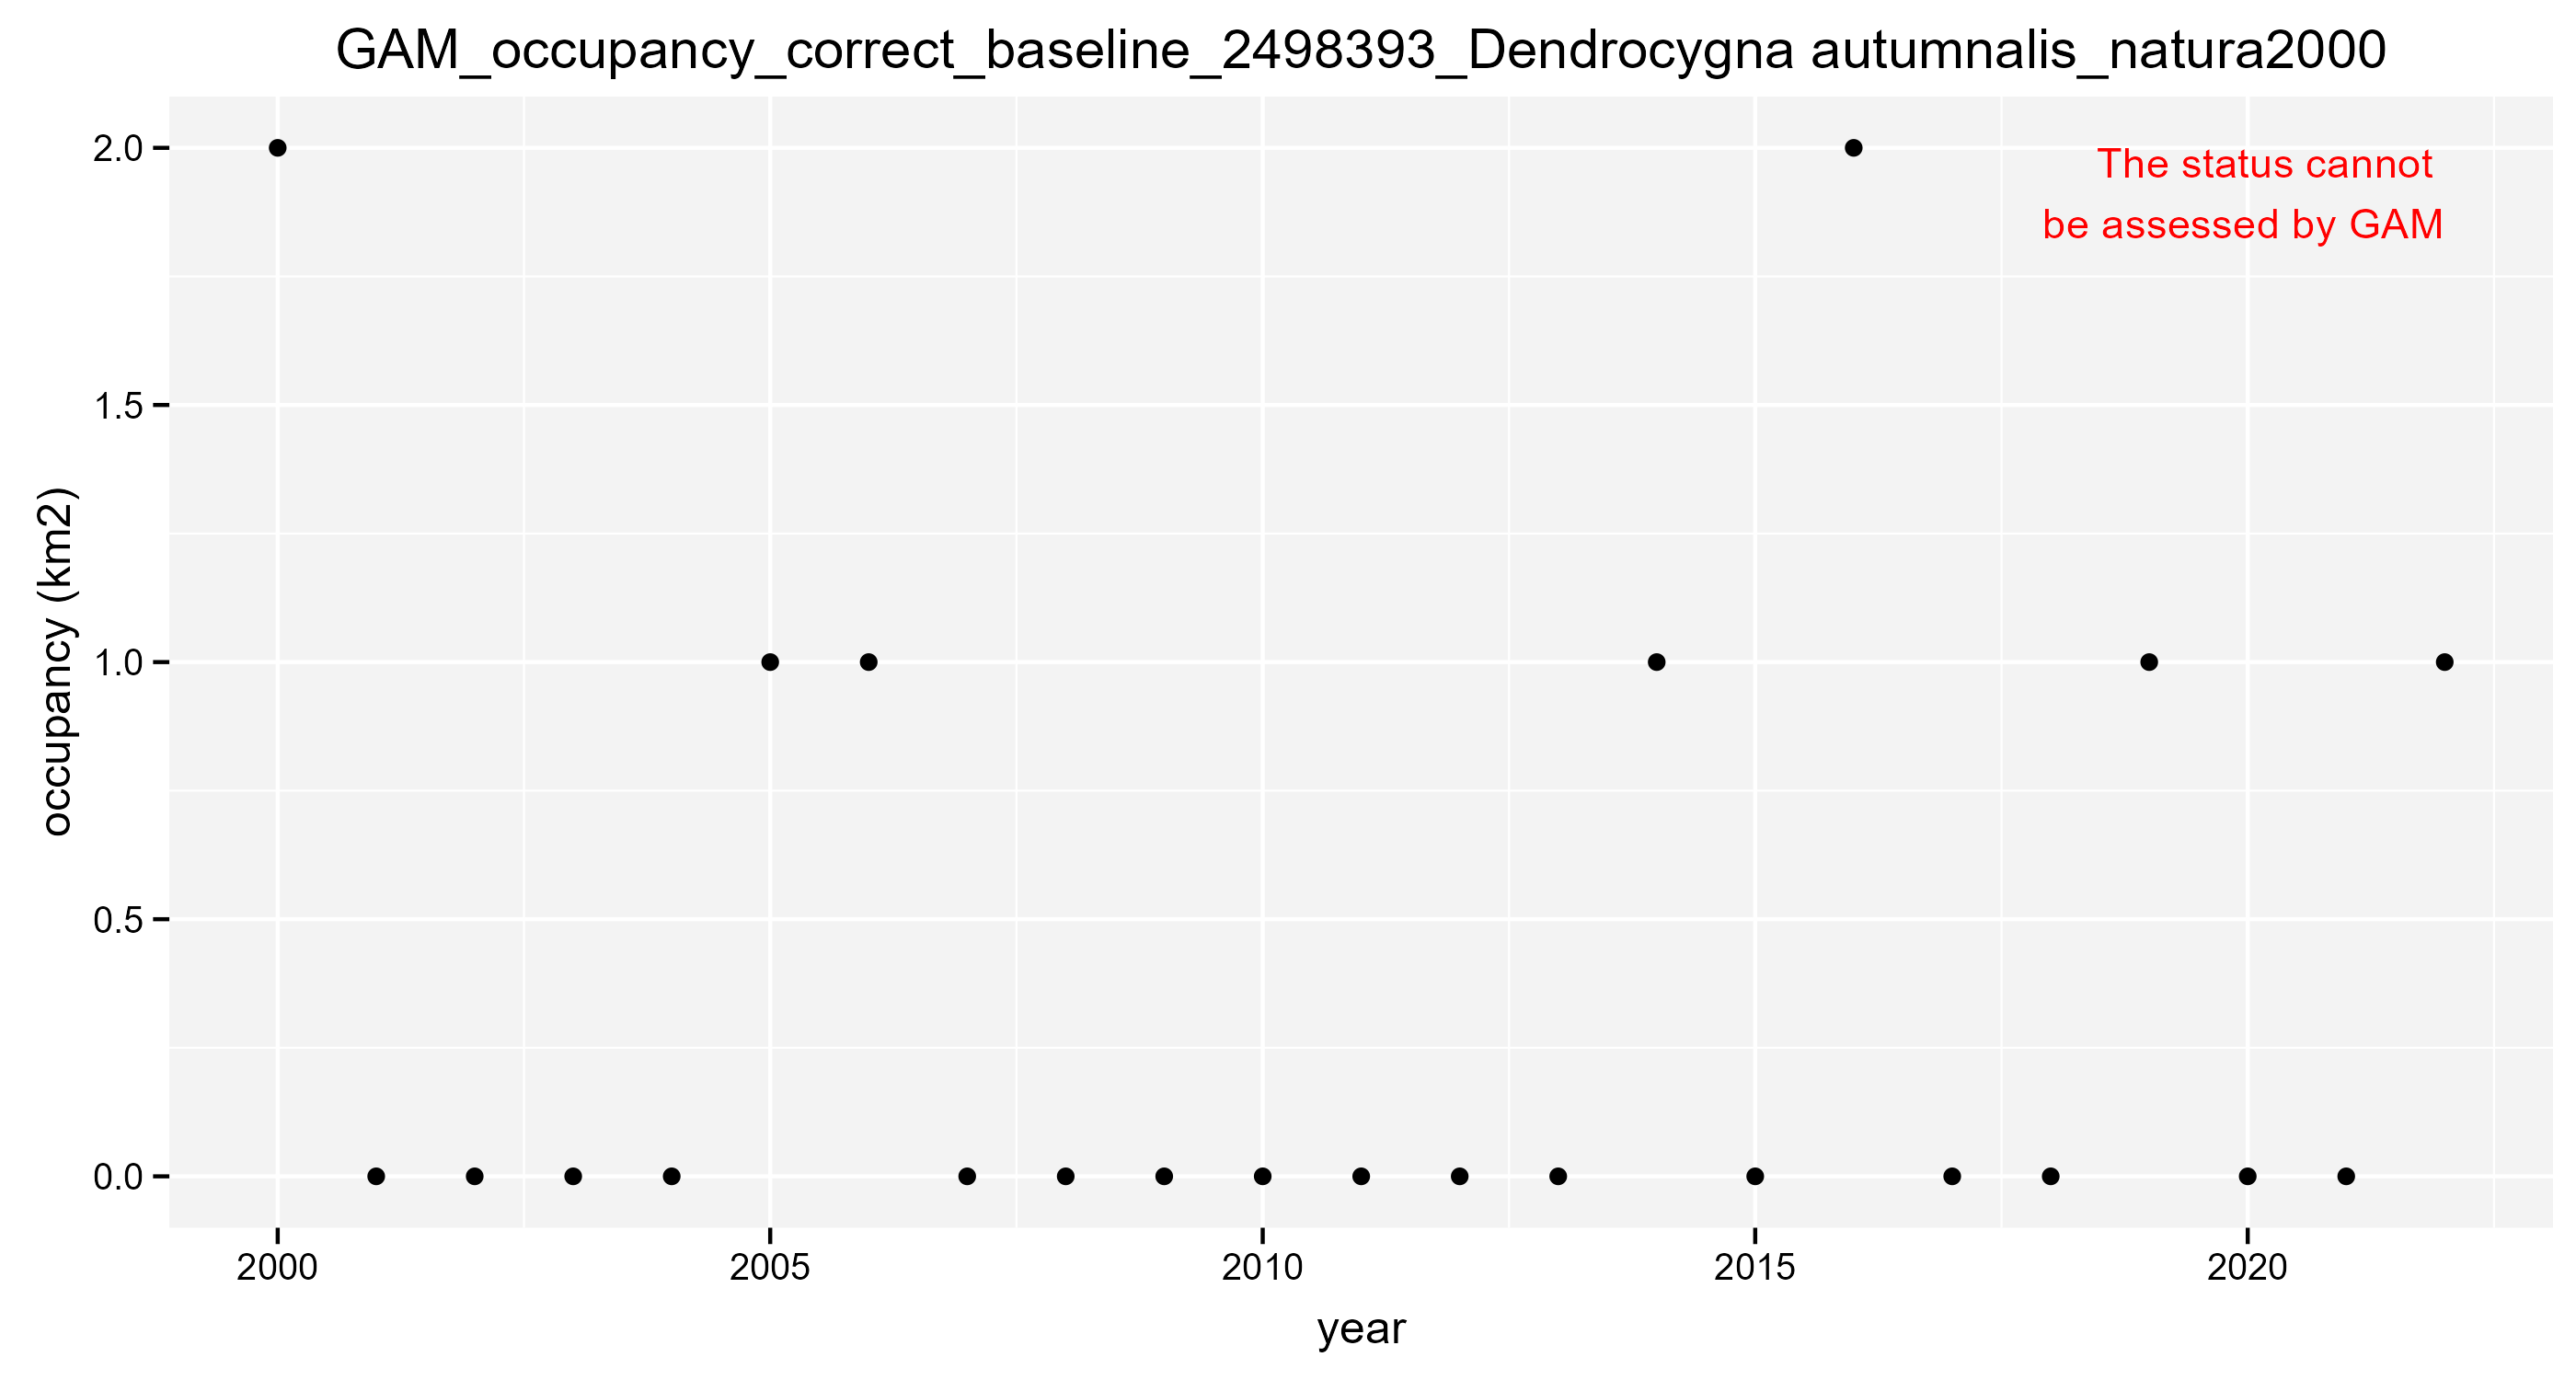 GAM_occupancy_correct_baseline_2498393_Dendrocygna autumnalis_natura2000
The status cannot
be assessed by GAM
occupancy (km2)
2.0
1.5
1.0
0.5
0.0
2000 2005 2010 2015 2020
year